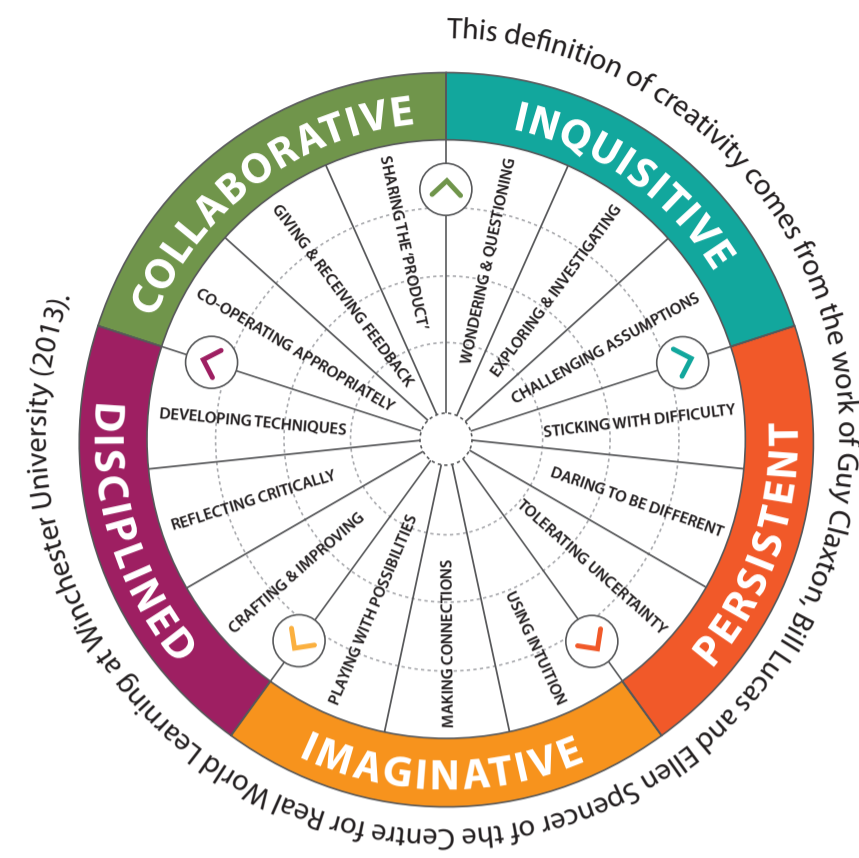 This definition of creativity comes from the work of Guy Claxton, Bill Lucas and Ellen Spencer of the Centre for Real World Learning at Winchester University (2013).
INQUISITIVE
WONDERING & QUESTIONING
EXPLORING & INVESTIGATING
CHALLENGING ASSUMPTIONS
PERSISTENT
STICKING WITH DIFFICULTY
DARING TO BE DIFFERENT
TOLERATING UNCERTAINTY
IMAGINATIVE
USING INTUITION
MAKING CONNECTIONS
PLAYING WITH POSSIBILITIES
DISCIPLINED
CRAFTING & IMPROVING
REFLECTING CRITICALLY
DEVELOPING TECHNIQUES
COLLABORATIVE
CO-OPERATING APPROPRIATELY
GIVING & RECEIVING FEEDBACK
SHARING THE 'PRODUCT'